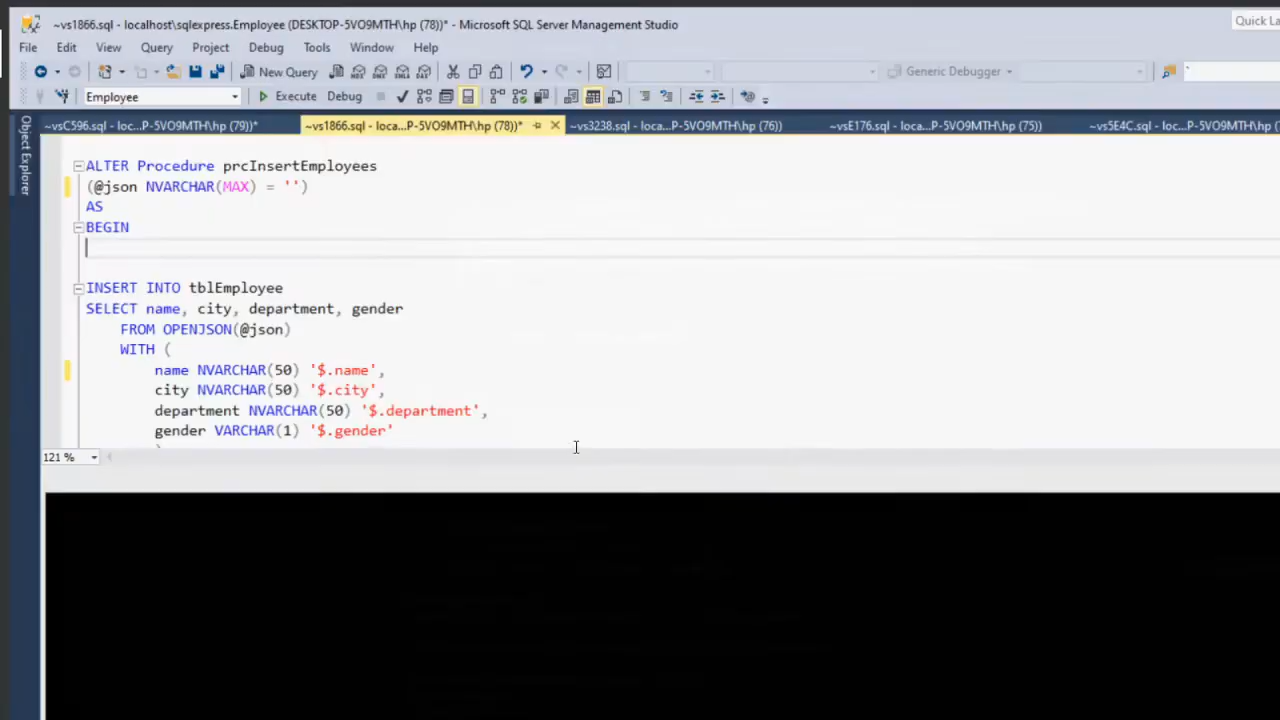 ~vs1866.sql - localhost\sqlexpress.Employee (DESKTOP-5VO9MTH\hp (78))* - Microsoft SQL Server Management Studio
Quick La
File Edit View Query Project Debug Tools Window Help
New Query
Generic Debugger
Employee Execute Debug
~vsC596.sql - loc...P-5VO9MTH\hp (79))* ~vs1866.sql - loca...P-5VO9MTH\hp (78))* ~vs3238.sql - loca...P-5VO9MTH\hp (76)) ~vsE176.sql - loca...P-5VO9MTH\hp (75)) ~vs5E4C.sql - loca...P-5VO9MTH\hp (7
Object Explorer
ALTER Procedure prcInsertEmployees
(@json NVARCHAR(MAX) = '')
AS
BEGIN
INSERT INTO tblEmployee
SELECT name, city, department, gender
FROM OPENJSON(@json)
WITH (
name NVARCHAR(50) '$.name',
city NVARCHAR(50) '$.city',
department NVARCHAR(50) '$.department',
gender VARCHAR(1) '$.gender'
121 %